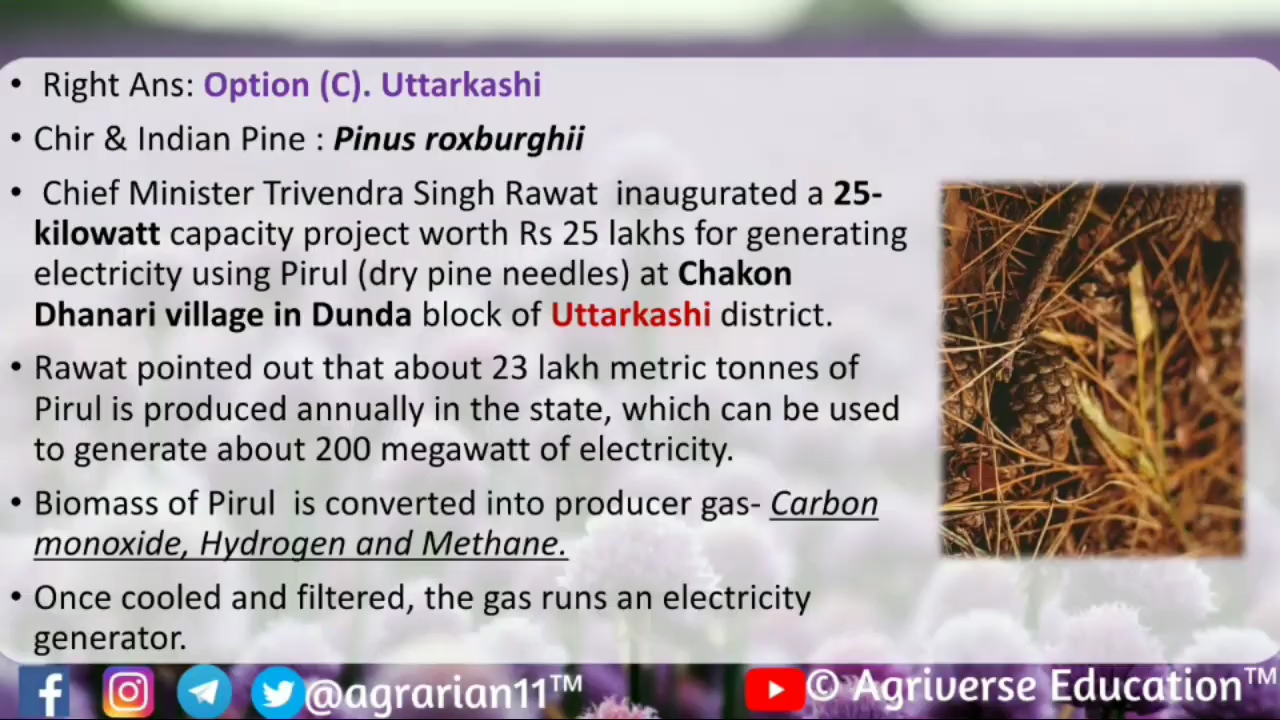 • Right Ans: Option (C). Uttarkashi
• Chir & Indian Pine : Pinus roxburghii
• Chief Minister Trivendra Singh Rawat inaugurated a 25-
kilowatt capacity project worth Rs 25 lakhs for generating
electricity using Pirul (dry pine needles) at Chakon
Dhanari village in Dunda block of Uttarkashi district.
• Rawat pointed out that about 23 lakh metric tonnes of
Pirul is produced annually in the state, which can be used
to generate about 200 megawatt of electricity.
• Biomass of Pirul is converted into producer gas- Carbon
monoxide, Hydrogen and Methane.
• Once cooled and filtered, the gas runs an electricity
generator.
@agrarian11™ © Agriverse Education™